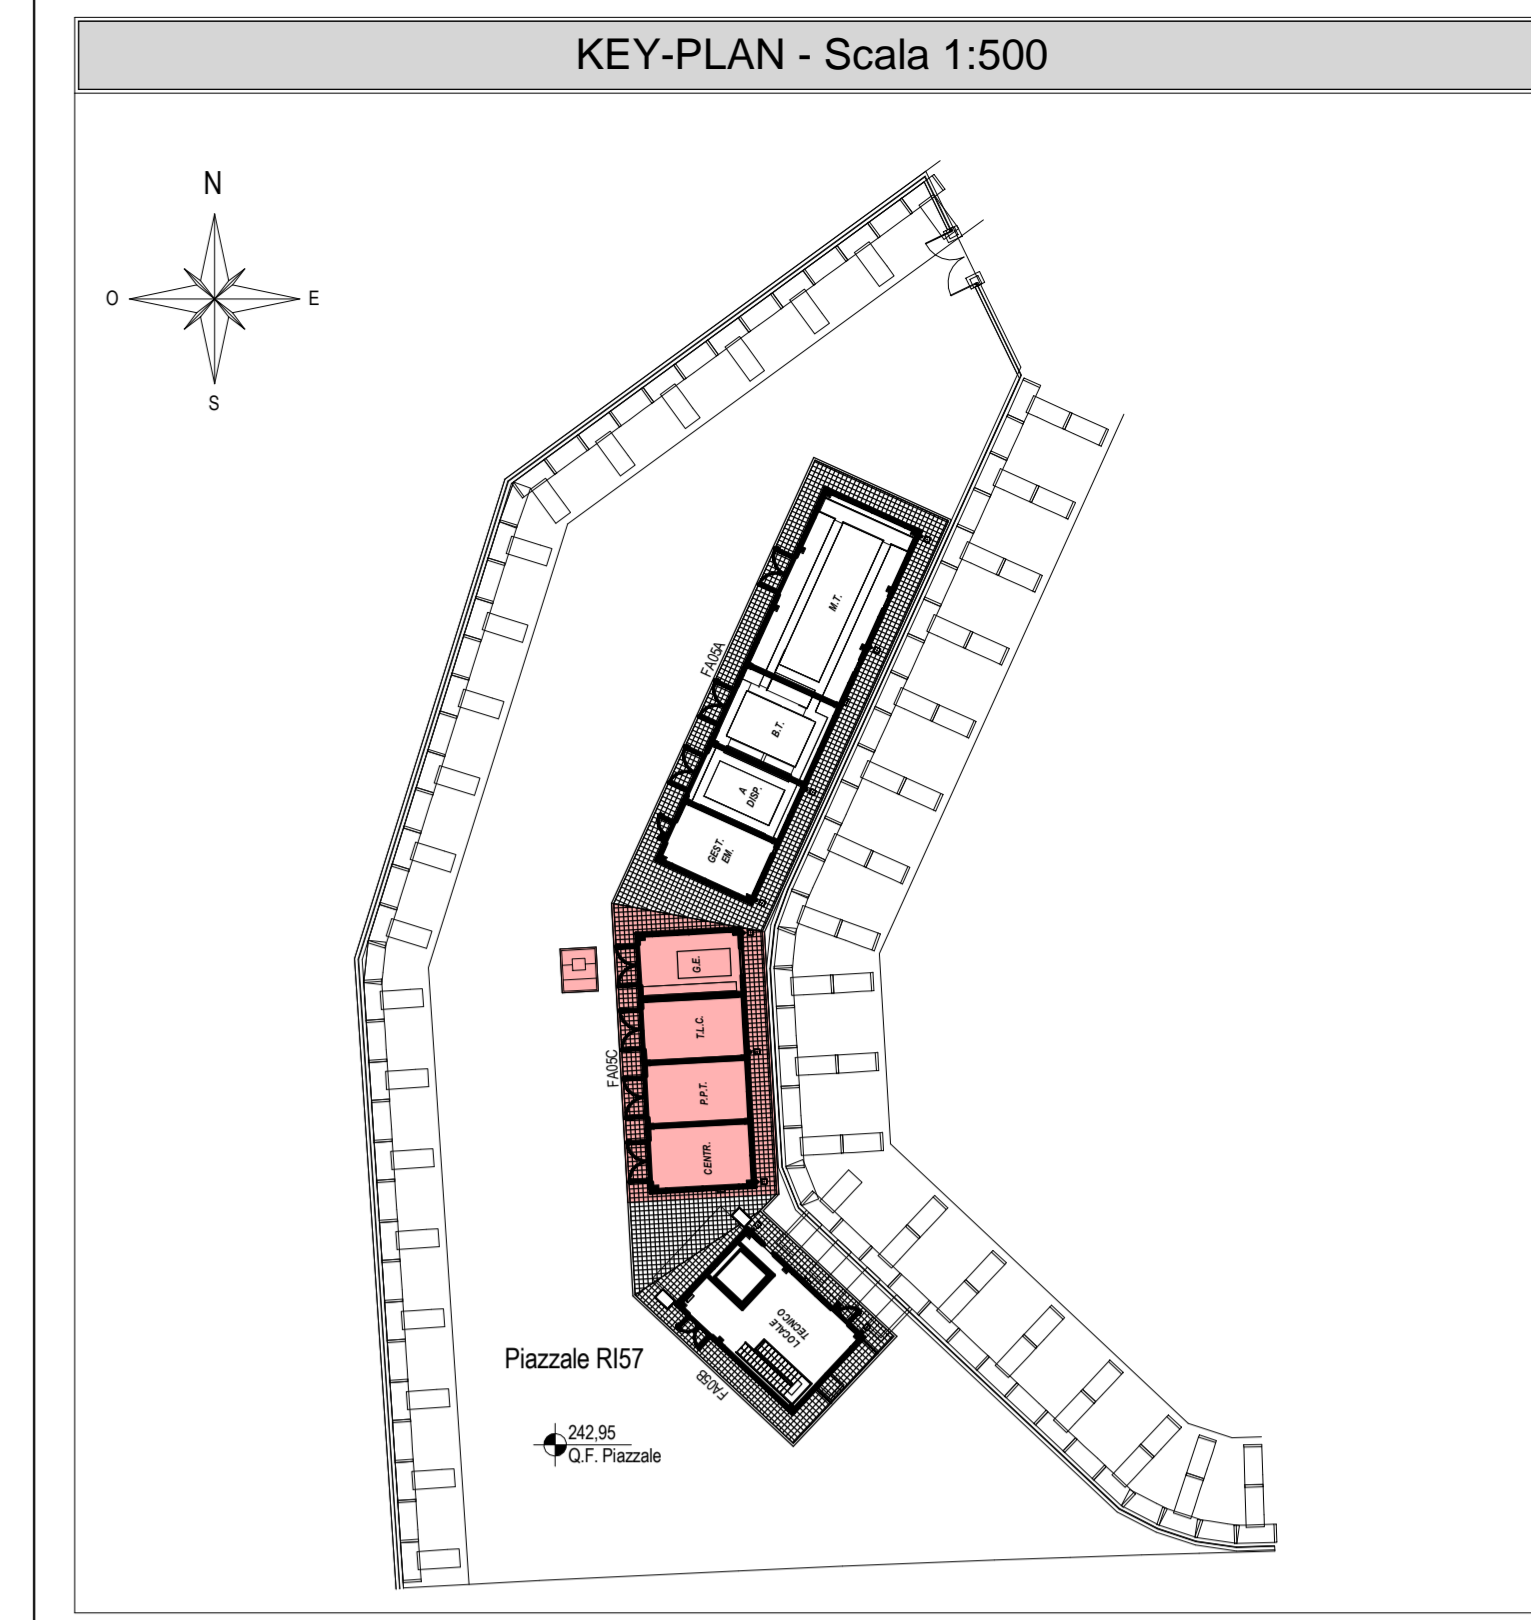 KEY-PLAN - Scala 1:500
N
O
E
S
M.T.
FA05A
B.T.
A
DISP.
GEST.
EM.
G.E.
T.L.C.
FA05C
P.P.T.
CENTR.
LOCALE
TECNICO
Piazzale RI57
FA05B
242,95
Q.F. Piazzale